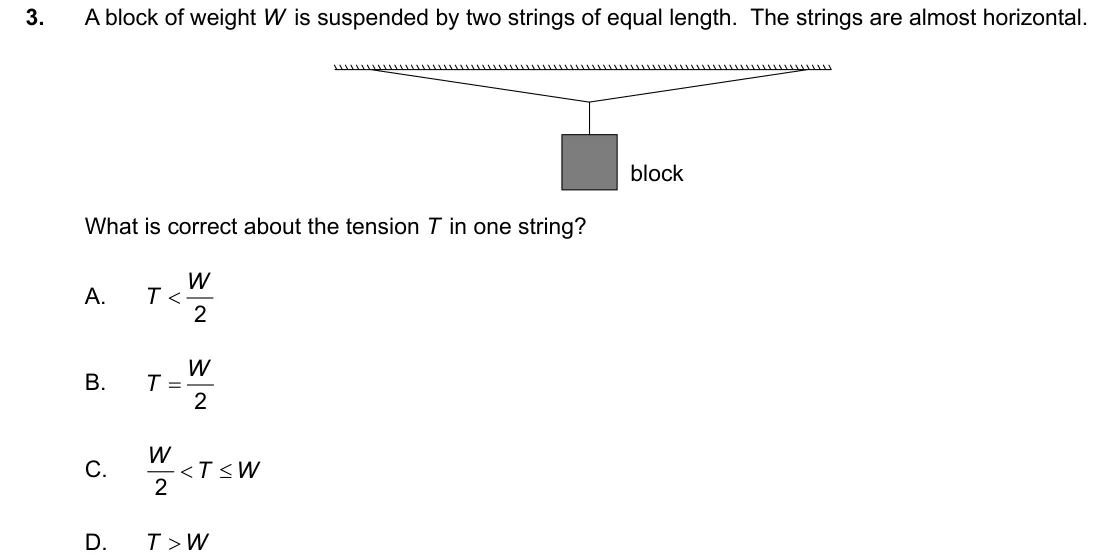 3. A block of weight W is suspended by two strings of equal length. The strings are almost horizontal.
block
What is correct about the tension T in one string?
A. T < W/2
B. T = W/2
C. W/2 < T ≤ W
D. T > W